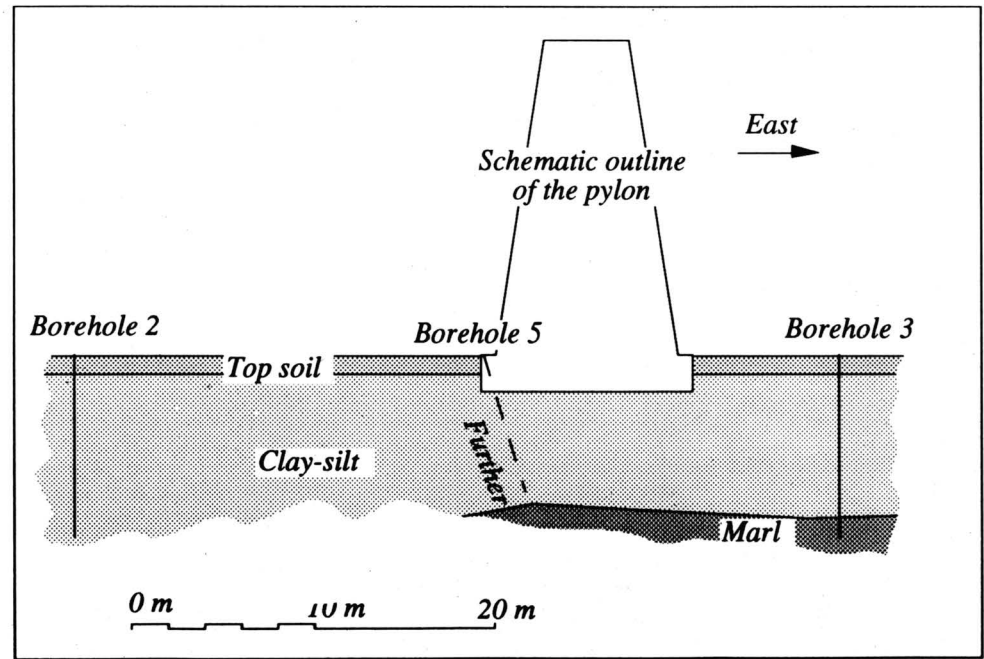 East
Schematic outline
of the pylon
Borehole 2
Borehole 5
Borehole 3
Top soil
Further
Clay-silt
Marl
0 m
10 m
20 m